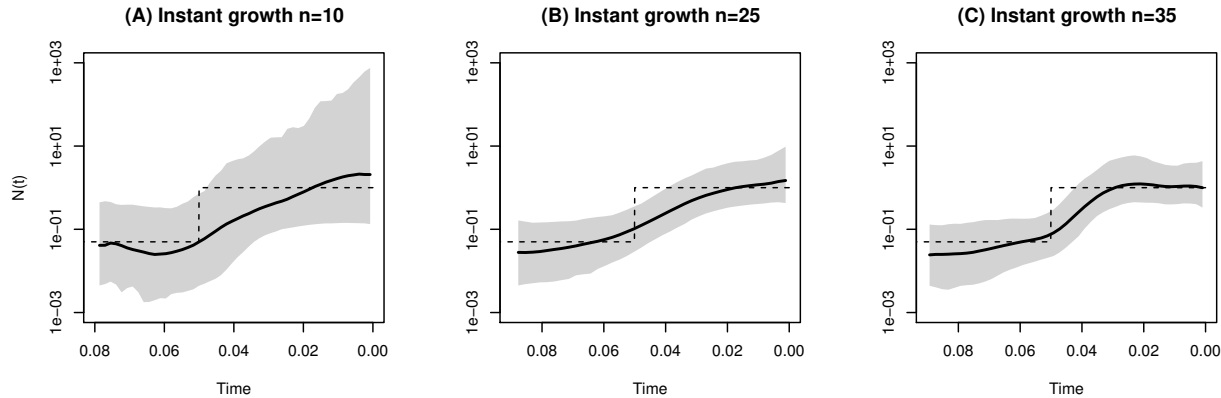 (A) Instant growth n=10
(B) Instant growth n=25
(C) Instant growth n=35
N(t)
1e+03
1e+01
1e-01
1e-03
1e+03
1e+01
1e-01
1e-03
1e+03
1e+01
1e-01
1e-03
0.08 0.06 0.04 0.02 0.00
0.08 0.06 0.04 0.02 0.00
0.08 0.06 0.04 0.02 0.00
Time
Time
Time